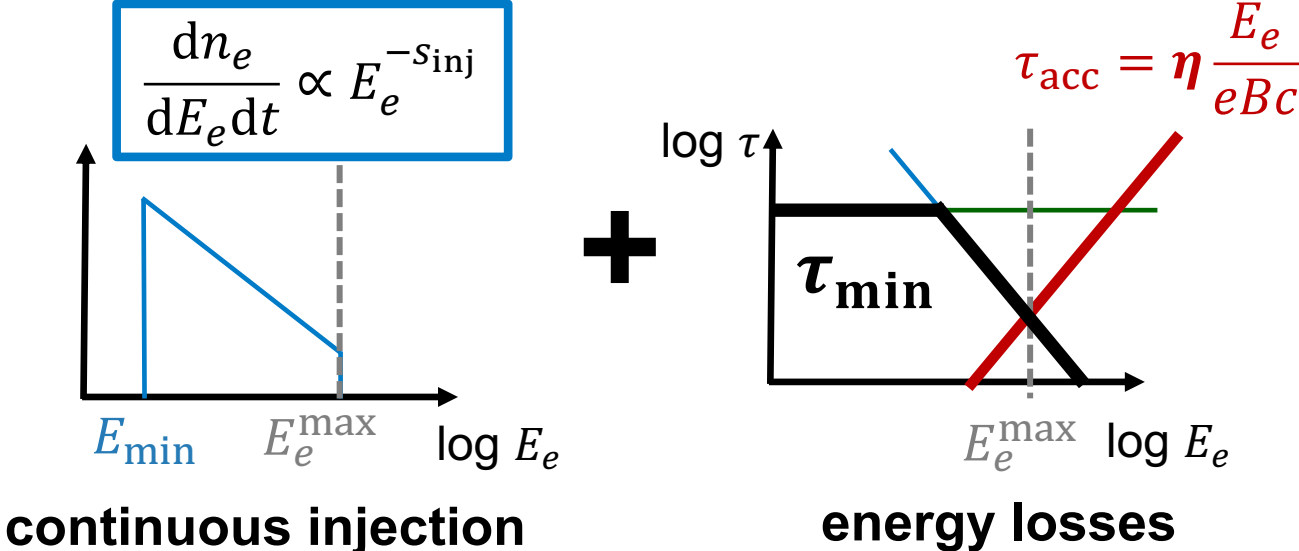 dn_e/dE_e dt ∝ E_e^{-s_inj}
E_min
E_e^max
log E_e
continuous injection
+
τ_acc = η E_e/eBc
log τ
τ_min
E_e^max
log E_e
energy losses